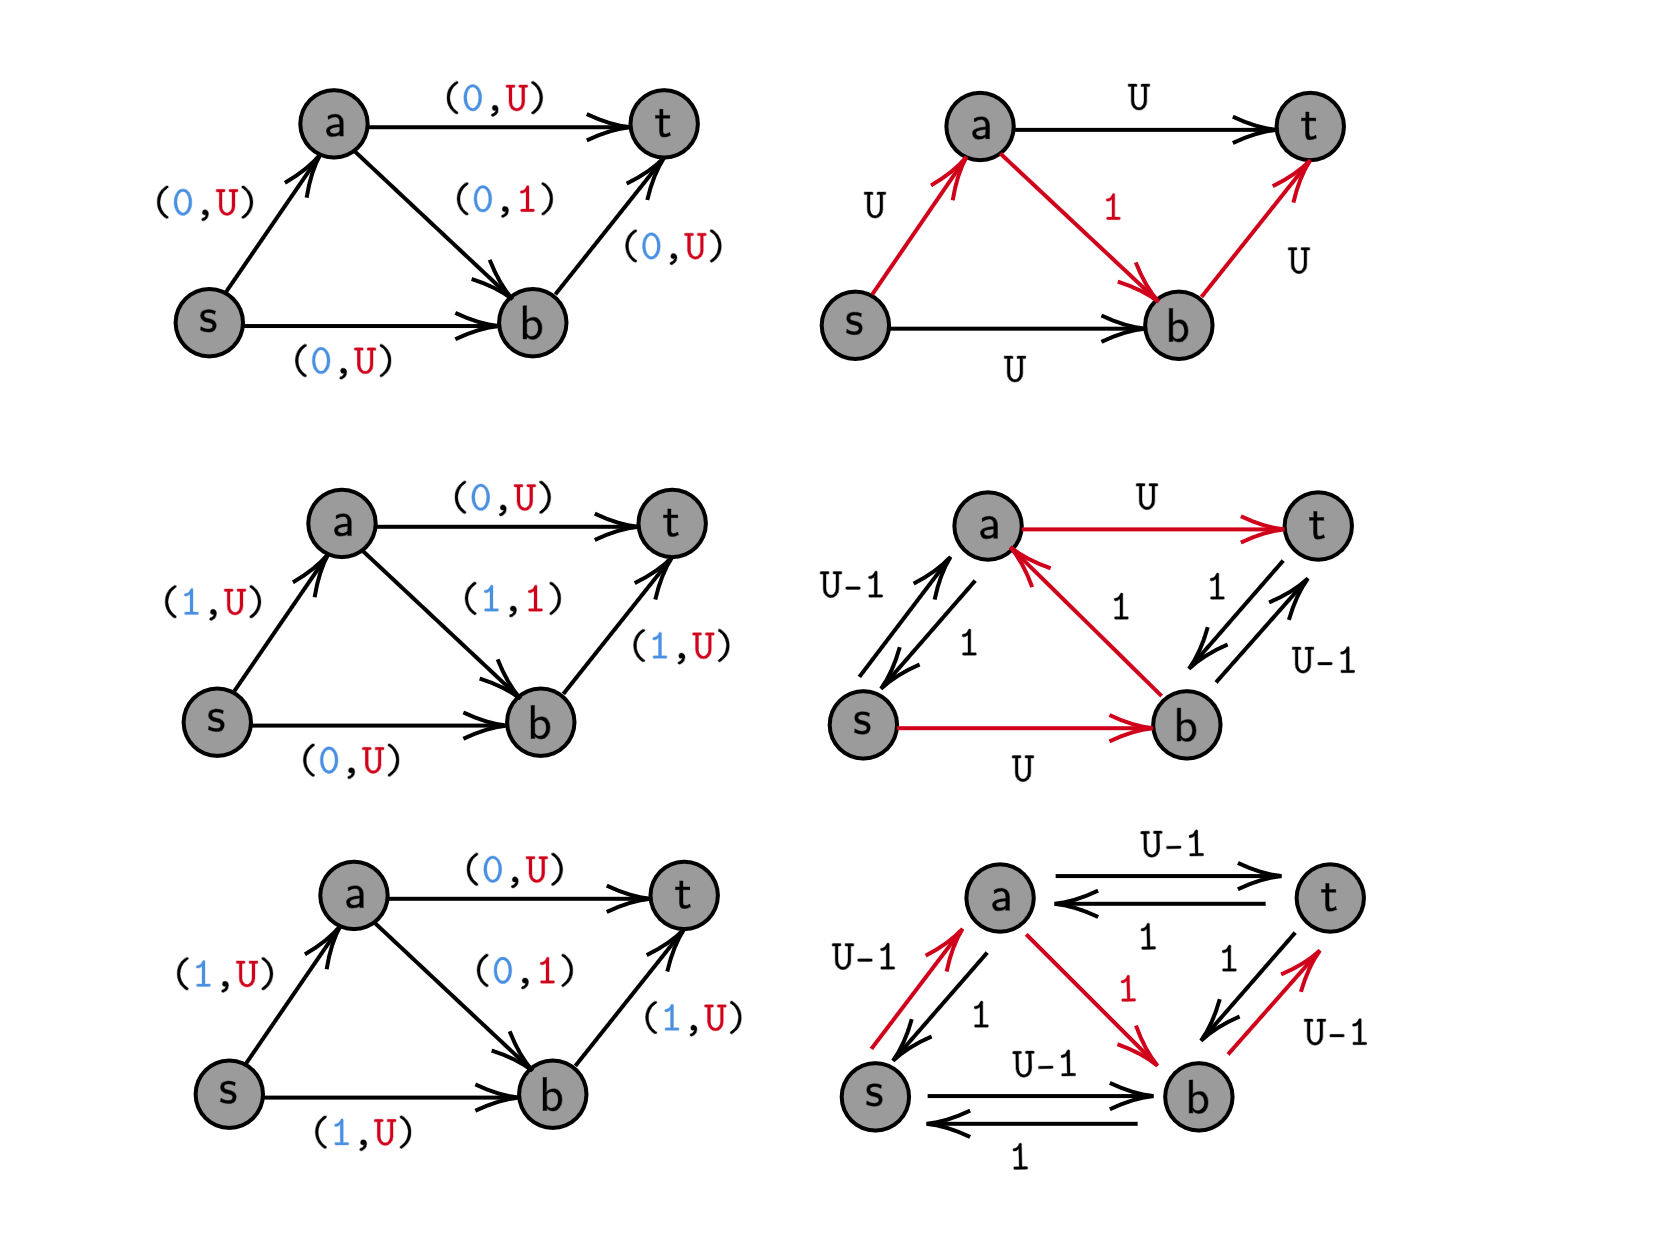 (0,U) U
a t a t
(0,U) (0,1) (0,U) U 1 U
s b s b
(0,U) U
(0,U) U
a t a t
(1,U) (1,1) (1,U) U-1 1 1 1 U-1
s b s b
(0,U) U
(0,U) U-1
a t a t
1
(1,U) (0,1) (1,U) U-1 1 1 1 U-1
U-1
s b s b
(1,U) 1